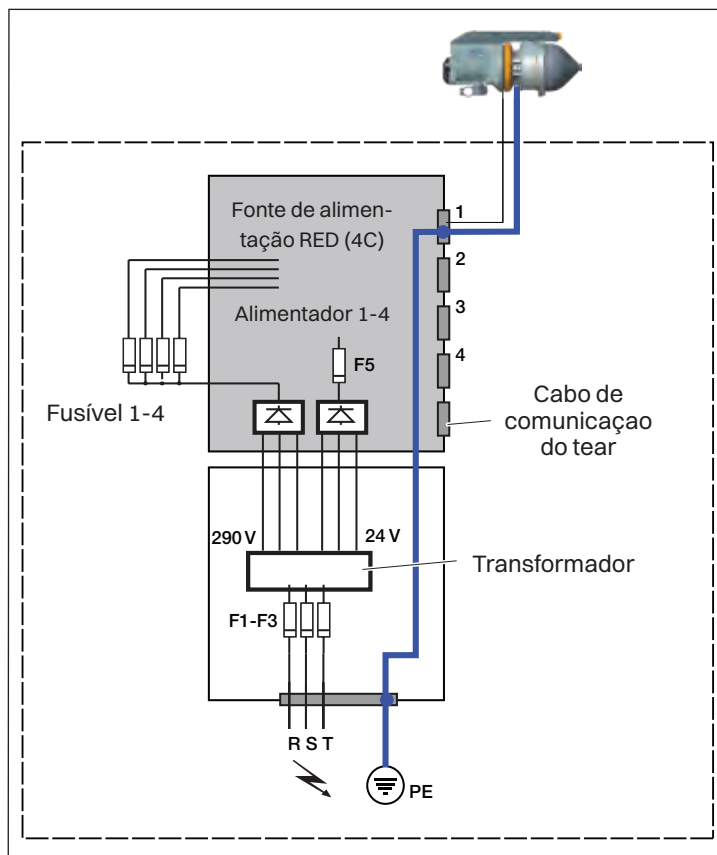 Fonte de alimen-
tação RED (4C)
1
2
3
4
Alimentador 1-4
F5
Fusível 1-4
Cabo de
comunicaçao
do tear
290 V
24 V
Transformador
F1-F3
R S T
PE